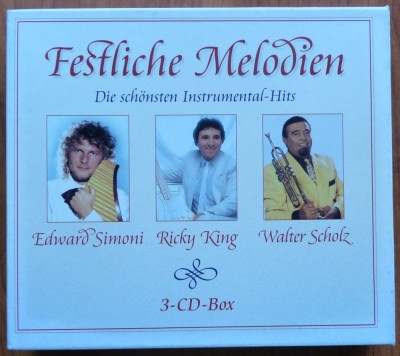 Festliche Melodien
Die schönsten Instrumental-Hits
Edward Simoni Ricky King Walter Scholz
3-CD-Box